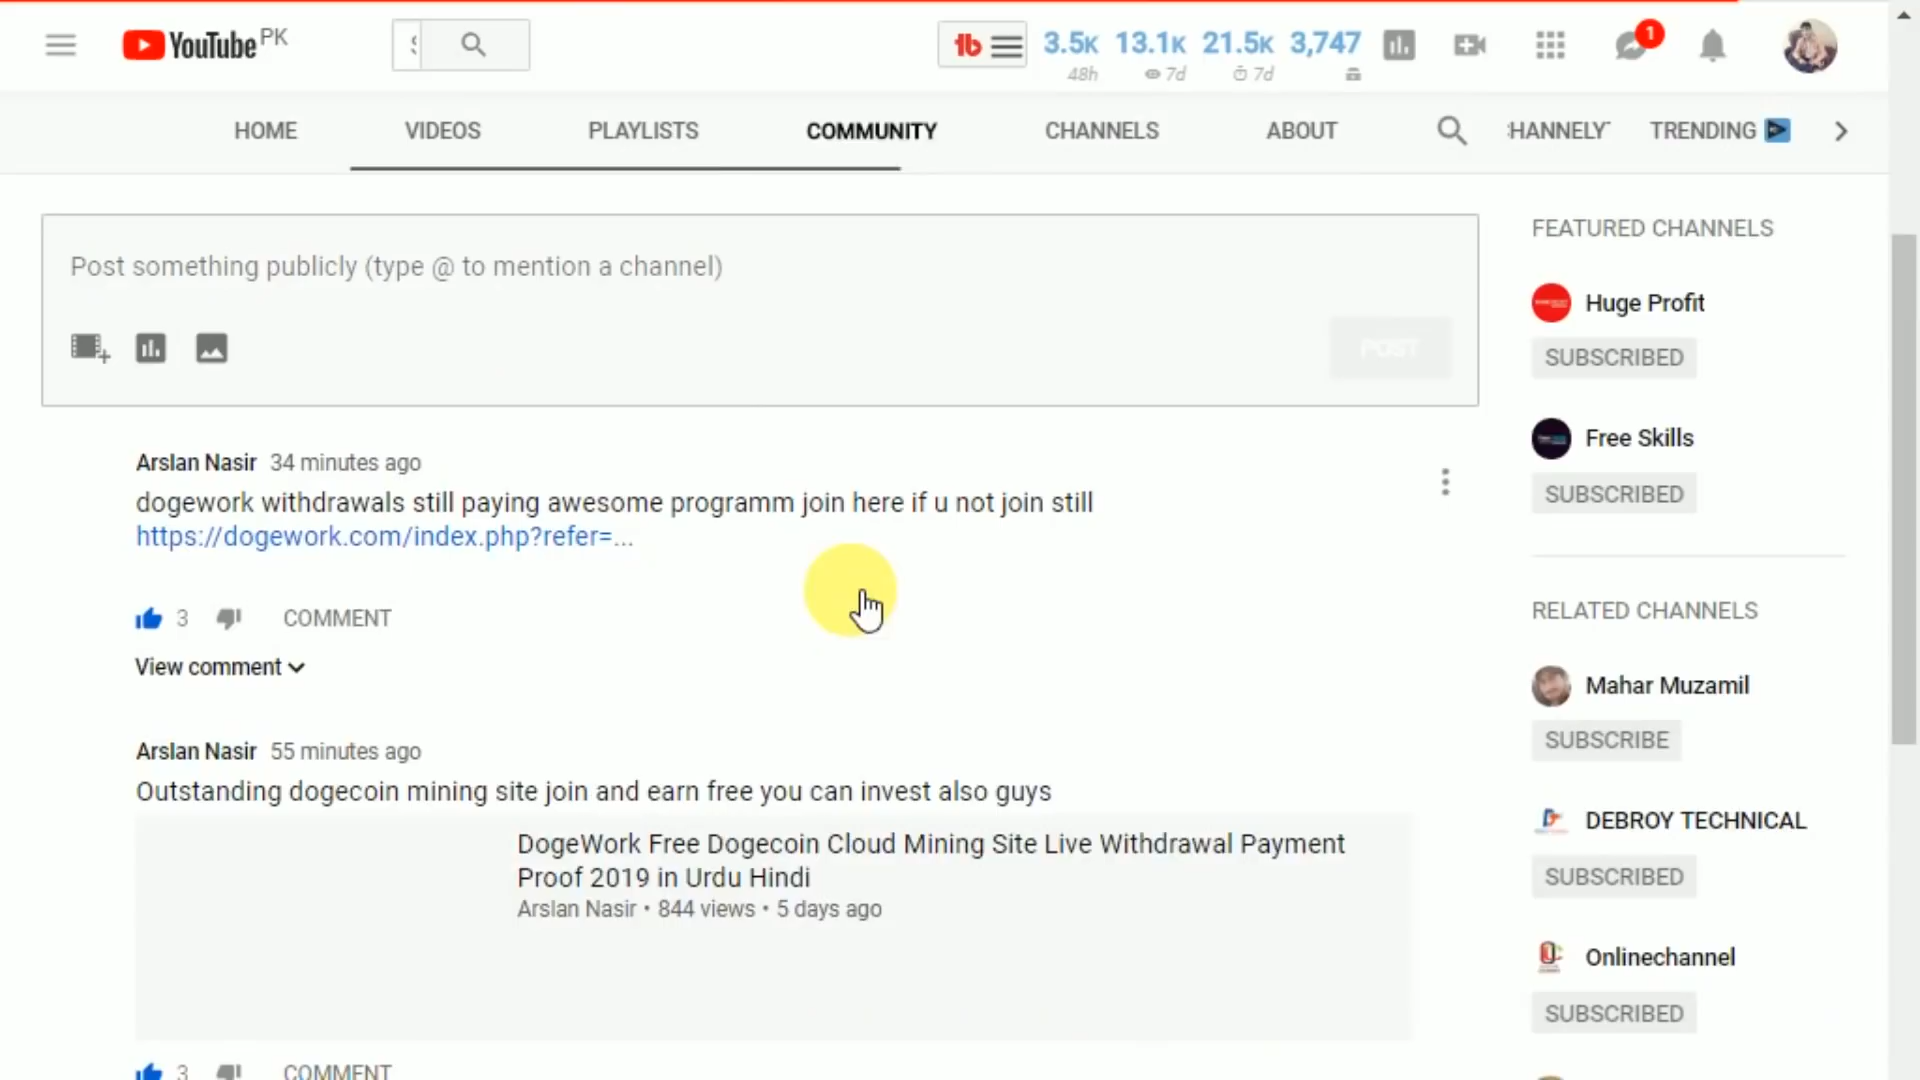 YouTube PK
3.5K 13.1K 21.5K 3,747
48h 7d 7d
1
HOME VIDEOS PLAYLISTS COMMUNITY CHANNELS ABOUT HANNELY TRENDING
Post something publicly (type @ to mention a channel)
POST
Arslan Nasir 34 minutes ago
dogework withdrawals still paying awesome programm join here if u not join still
https://dogework.com/index.php?refer=...
3 COMMENT
View comment
Arslan Nasir 55 minutes ago
Outstanding dogecoin mining site join and earn free you can invest also guys
DogeWork Free Dogecoin Cloud Mining Site Live Withdrawal Payment
Proof 2019 in Urdu Hindi
Arslan Nasir • 844 views • 5 days ago
3 COMMENT
FEATURED CHANNELS
Huge Profit
SUBSCRIBED
Free Skills
SUBSCRIBED
RELATED CHANNELS
Mahar Muzamil
SUBSCRIBE
DEBROY TECHNICAL
SUBSCRIBED
Onlinechannel
SUBSCRIBED